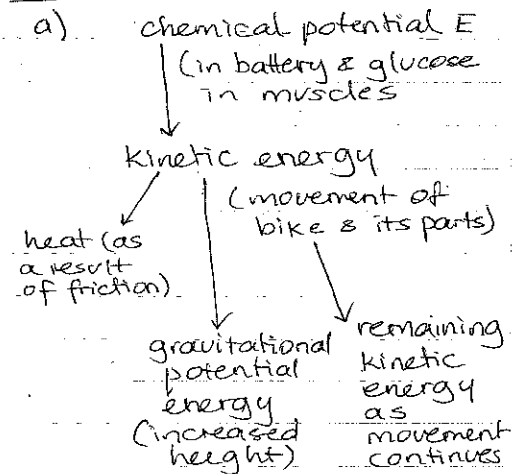 a) chemical potential E
(in battery & glucose
in muscles
kinetic energy
(movement of
bike & its parts)
heat (as
a result
of friction)
gravitational
potential
energy
(increased
height)
remaining
kinetic
energy
as
movement
continues